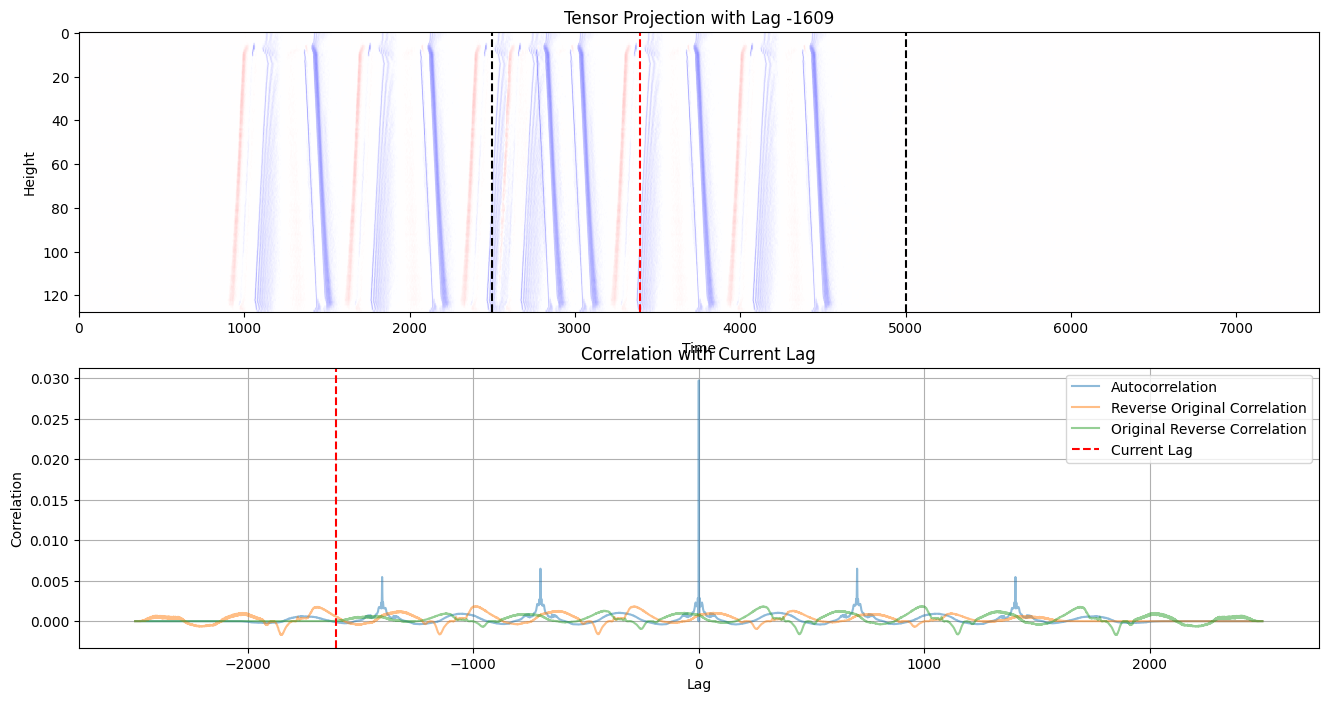 Tensor Projection with Lag -1609
Height
0
20
40
60
80
100
120
0 1000 2000 3000 4000 5000 6000 7000
Time
Correlation with Current Lag
Correlation
0.030
0.025
0.020
0.015
0.010
0.005
0.000
Autocorrelation
Reverse Original Correlation
Original Reverse Correlation
Current Lag
−2000 −1000 0 1000 2000
Lag